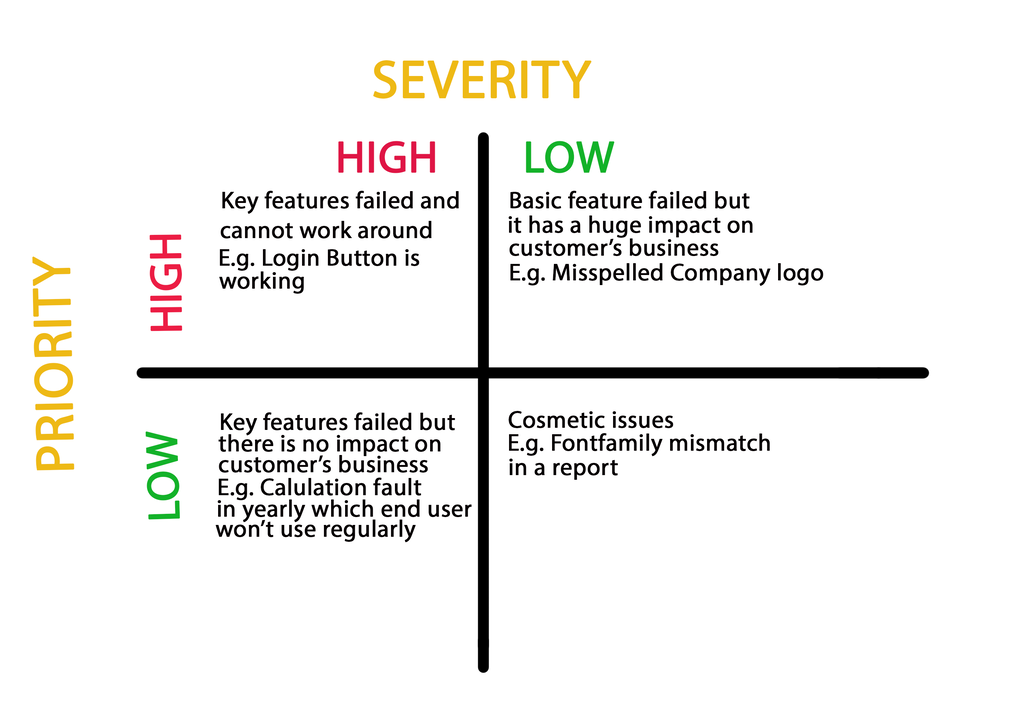 SEVERITY
HIGH
LOW
PRIORITY
HIGH
Key features failed and
cannot work around
E.g. Login Button is
working
Basic feature failed but
it has a huge impact on
customer’s business
E.g. Misspelled Company logo
LOW
Key features failed but
there is no impact on
customer’s business
E.g. Calulation fault
in yearly which end user
won’t use regularly
Cosmetic issues
E.g. Fontfamily mismatch
in a report